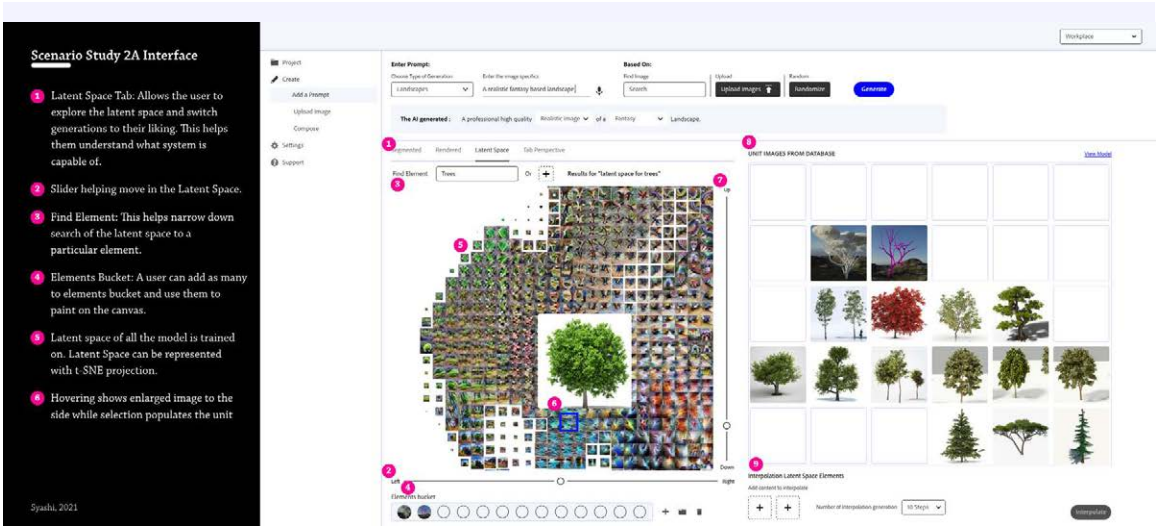 Scenario Study 2A Interface
1 Latent Space Tab: Allows the user to
explore the latent space and switch
generations to their liking. This helps
them understand what system is
capable of.
2 Slider helping move in the Latent Space.
3 Find Element: This helps narrow down
search of the latent space to a
particular element.
4 Elements Bucket: A user can add as many
to elements bucket and use them to
paint on the canvas.
5 Latent space of all the model is trained
on. Latent Space can be represented
with t-SNE projection.
6 Hovering shows enlarged image to the
side while selection populates the unit
Syashi, 2021
Workplace
Project
Create
Add a Prompt
Upload Image
Compose
Settings
Support
Enter Prompt:
Based On:
Choose Type of Generation
Enter the image specifics
Find Image
Upload
Random
Landscapes
A realistic fantasy based landscape
Search
Upload images
Randomize
Generate
The AI generated : A professional high quality Realistic image of a Fantasy Landscape.
1
Segmented Rendered Latent Space Tab Perspective
Find Element Trees Or + Results for "latent space for trees"
3
7
Up
5
6
Down
2
Left
Right
4
Elements Bucket
8
UNIT IMAGES FROM DATABASE
View Model
9
Interpolation Latent Space Elements
Add content to interpolate
+ + Number of interpolation generation 10 Steps
Interpolate